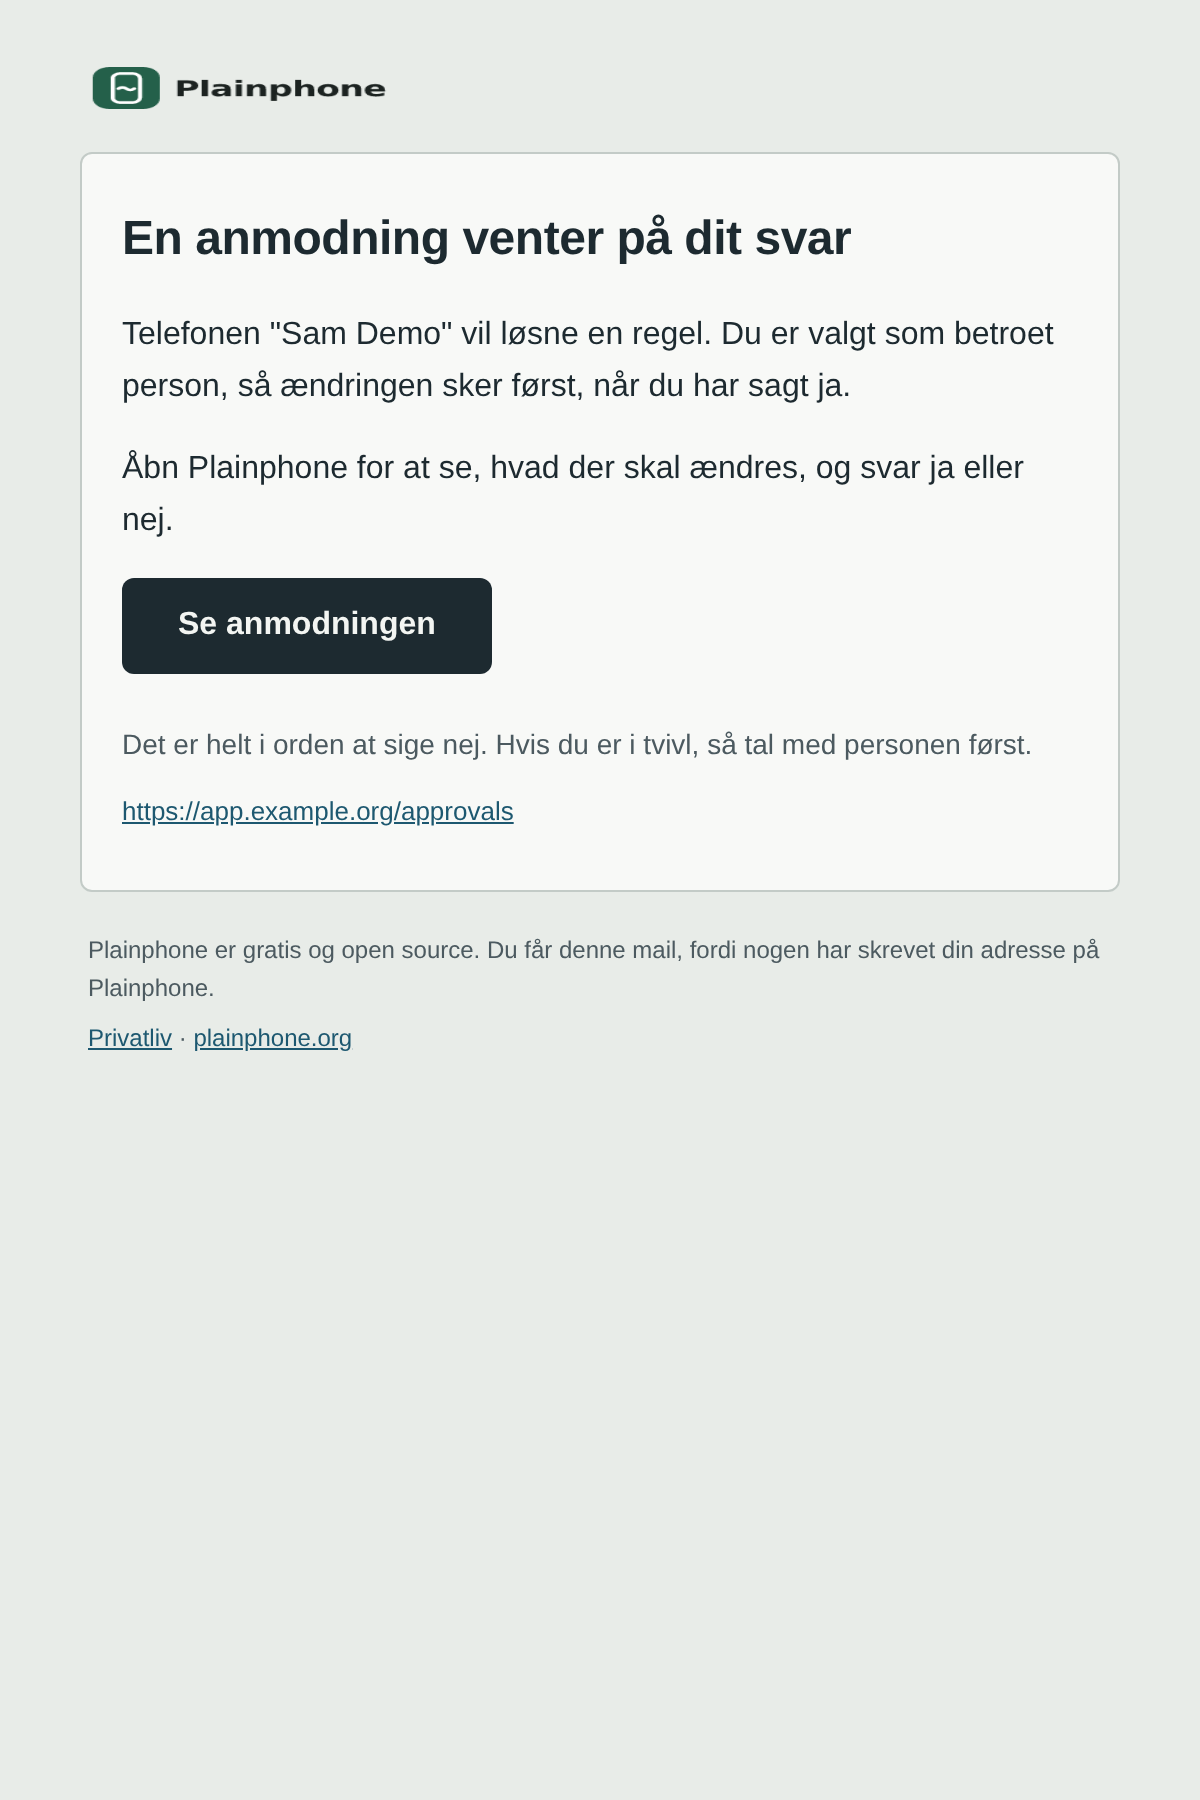 Plainphone
En anmodning venter på dit svar
Telefonen "Sam Demo" vil løsne en regel. Du er valgt som betroet
person, så ændringen sker først, når du har sagt ja.
Åbn Plainphone for at se, hvad der skal ændres, og svar ja eller
nej.
Se anmodningen
Det er helt i orden at sige nej. Hvis du er i tvivl, så tal med personen først.
https://app.example.org/approvals
Plainphone er gratis og open source. Du får denne mail, fordi nogen har skrevet din adresse på
Plainphone.
Privatliv · plainphone.org